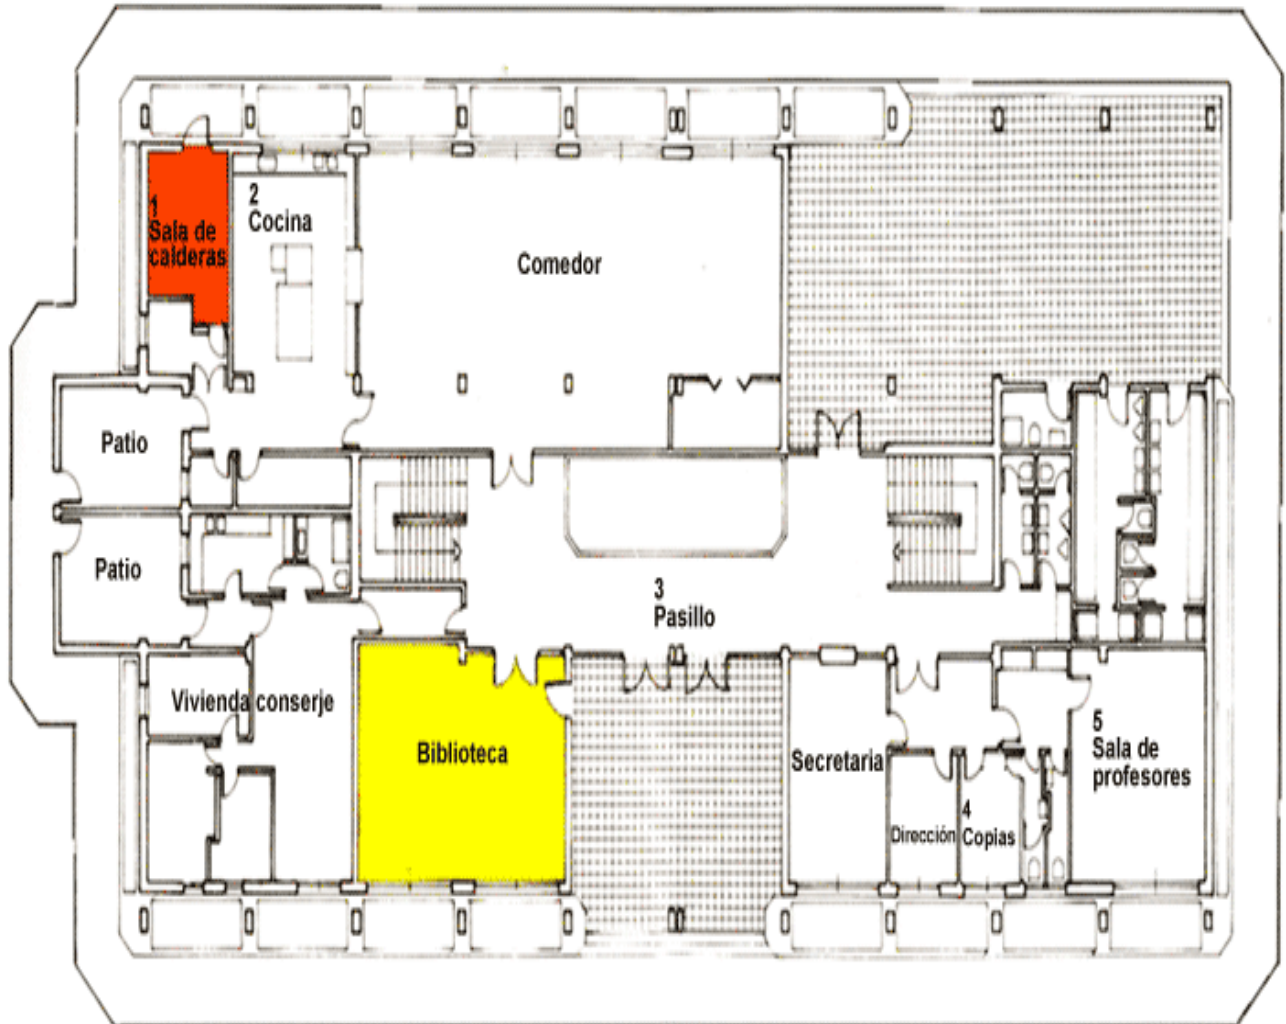 1
Sala de
calderas
2
Cocina
Comedor
Patio
Patio
3
Pasillo
Vivienda conserje
Biblioteca
Secretaria
Dirección
4
Copias
5
Sala de
profesores